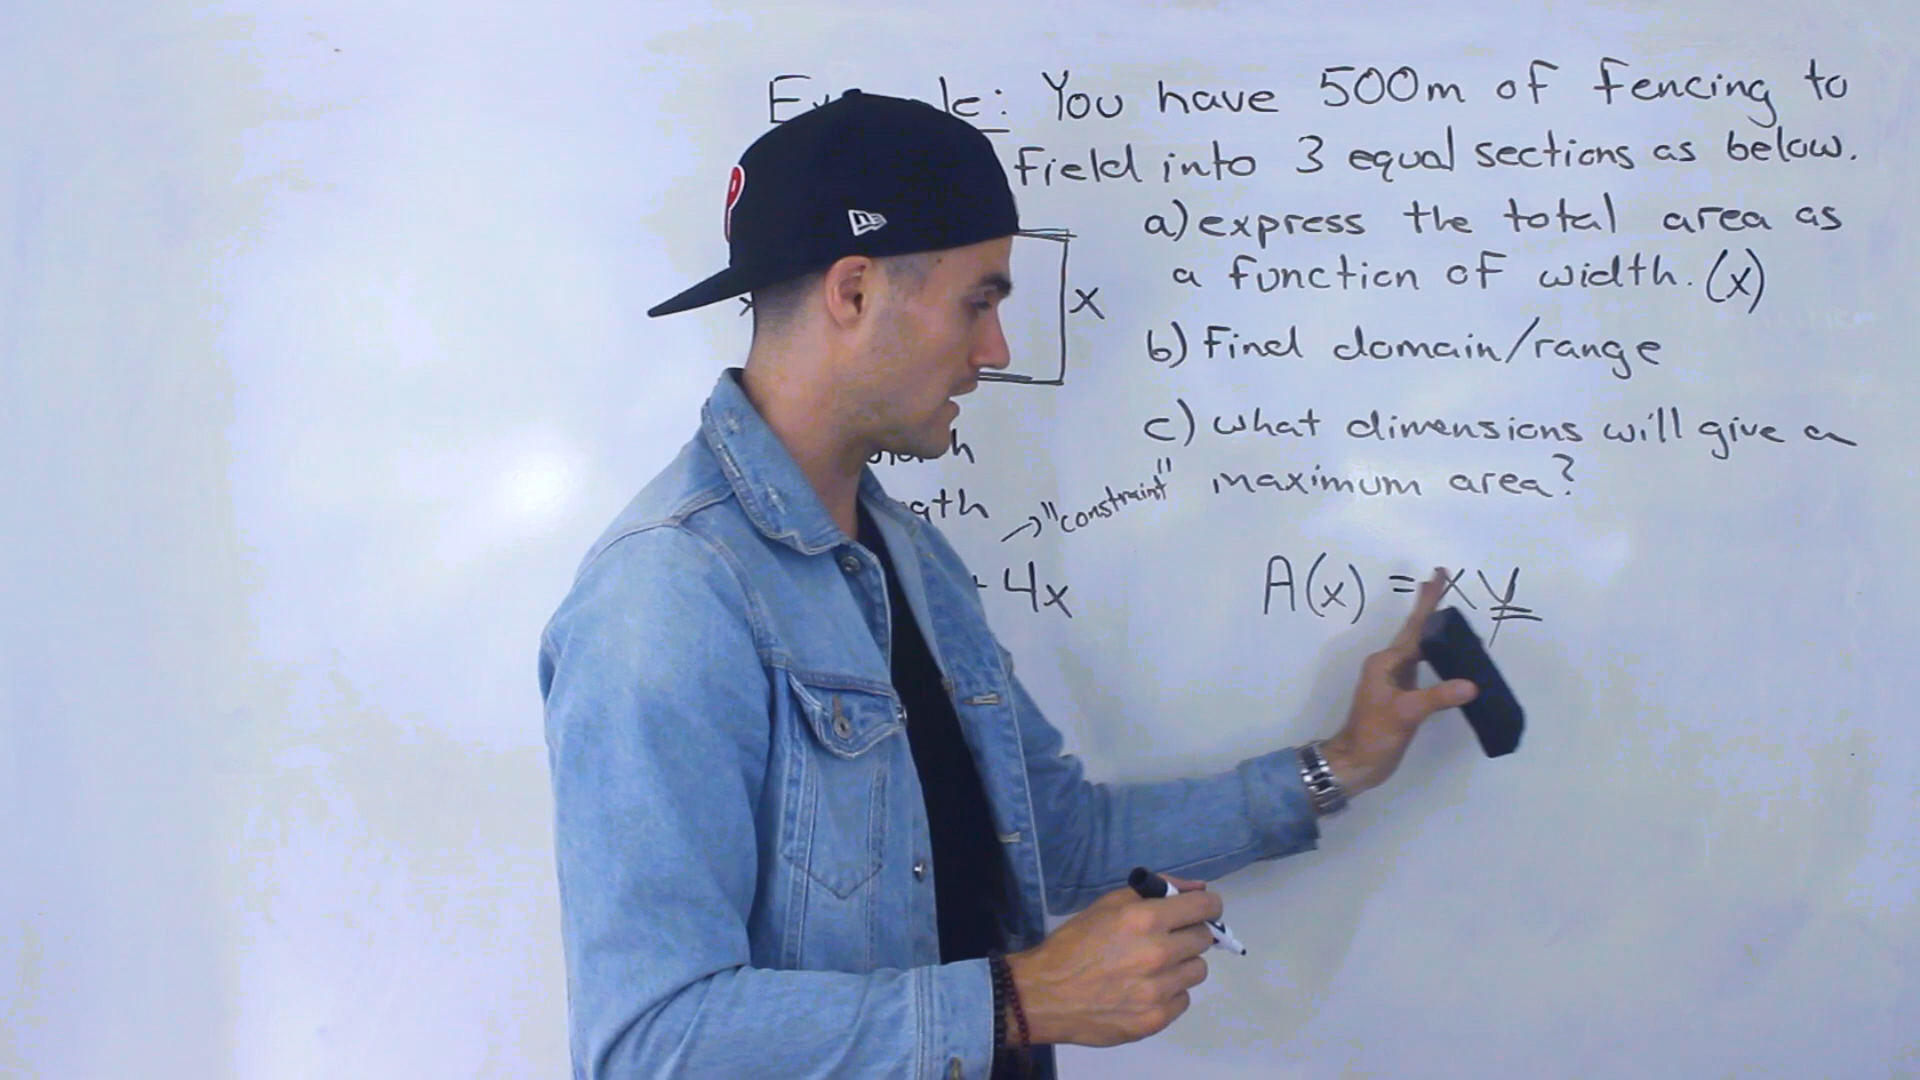 You have 500m of fencing to
field into 3 equal sections as below.
a) express the total area as
a function of width. (x)
x
b) Find domain/range
c) what dimensions will give a
maximum area?
"constraint"
4x
A(x) = xy